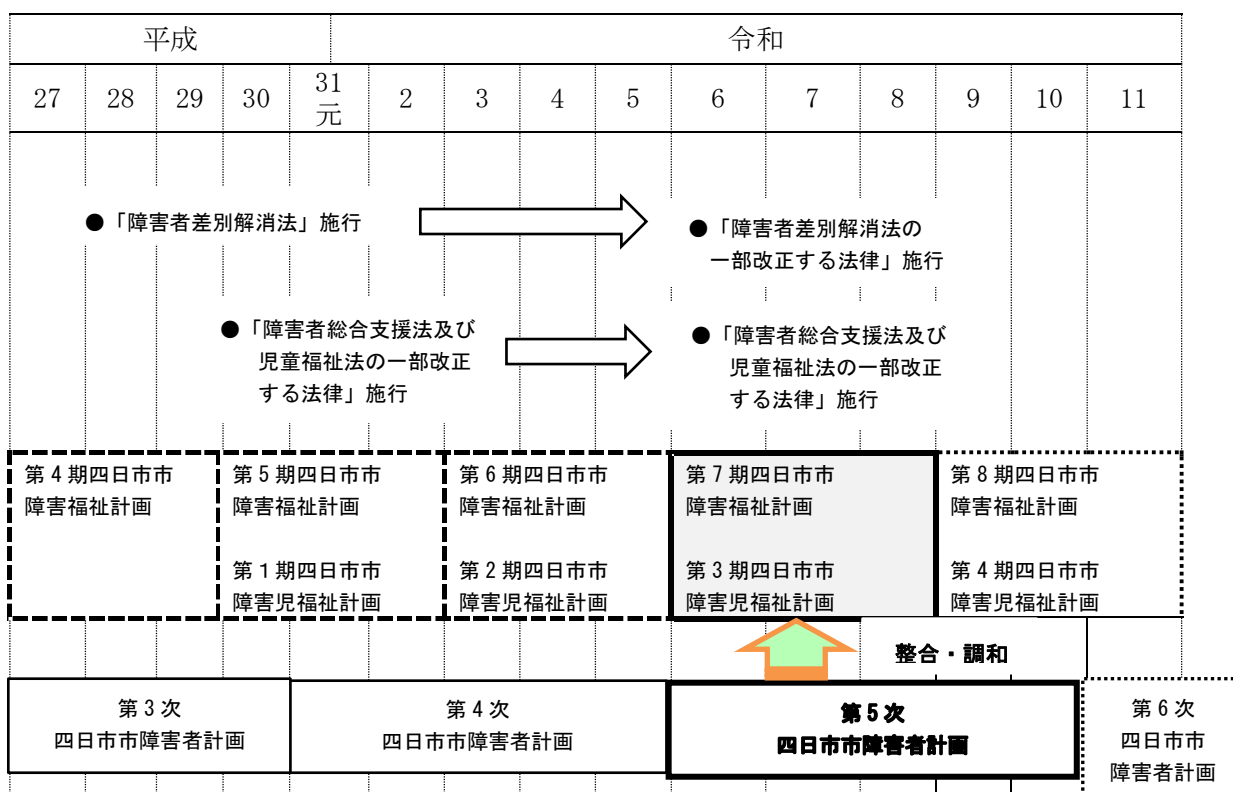 平成 令和
27 28 29 30 31 2 3 4 5 6 7 8 9 10 11
元
●「障害者差別解消法」施行
●「障害者差別解消法の
一部改正する法律」施行
●「障害者総合支援法及び
児童福祉法の一部改正
する法律」施行
●「障害者総合支援法及び
児童福祉法の一部改正
する法律」施行
第4期四日市市
障害福祉計画
第5期四日市市
障害福祉計画
第1期四日市市
障害児福祉計画
第6期四日市市
障害福祉計画
第2期四日市市
障害児福祉計画
第7期四日市市
障害福祉計画
第3期四日市市
障害児福祉計画
第8期四日市市
障害福祉計画
第4期四日市市
障害児福祉計画
整合・調和
第3次
四日市市障害者計画
第4次
四日市市障害者計画
第5次
四日市市障害者計画
第6次
四日市市
障害者計画